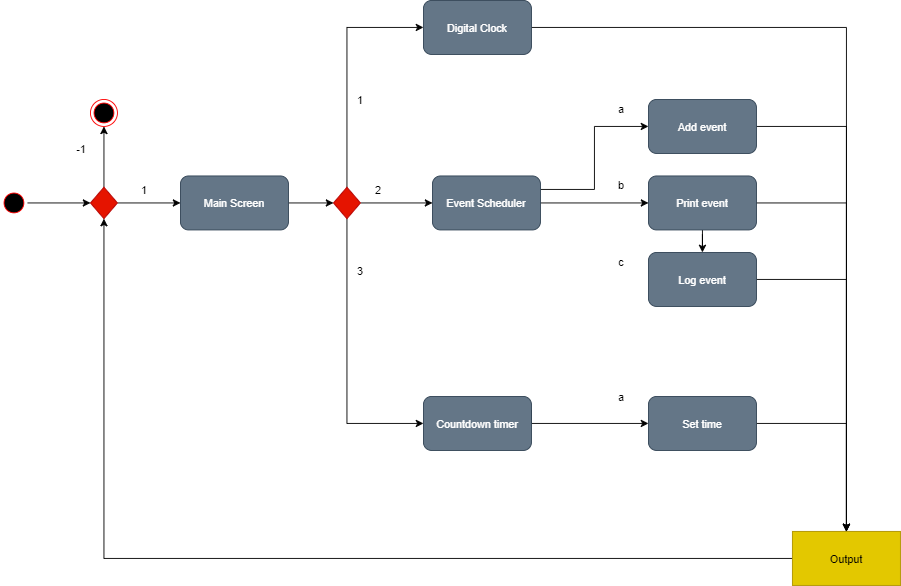 Digital Clock
1
a
Add event
-1
1
Main Screen
2
Event Scheduler
b
Print event
c
Log event
3
Countdown timer
a
Set time
Output